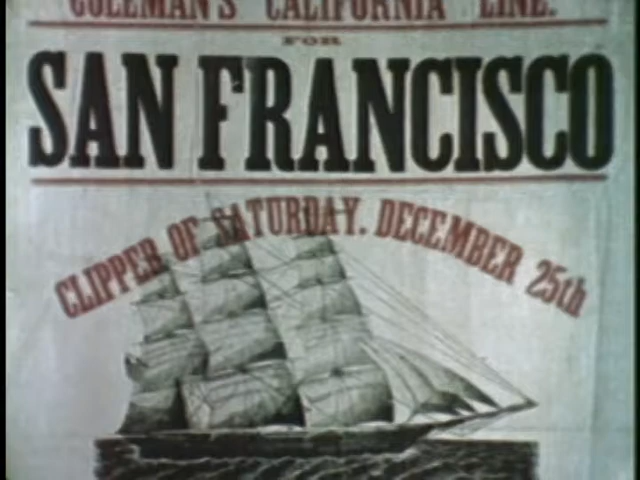 COLEMAN'S CALIFORNIA LINE.
FOR
SAN FRANCISCO
CLIPPER OF SATURDAY, DECEMBER 25th